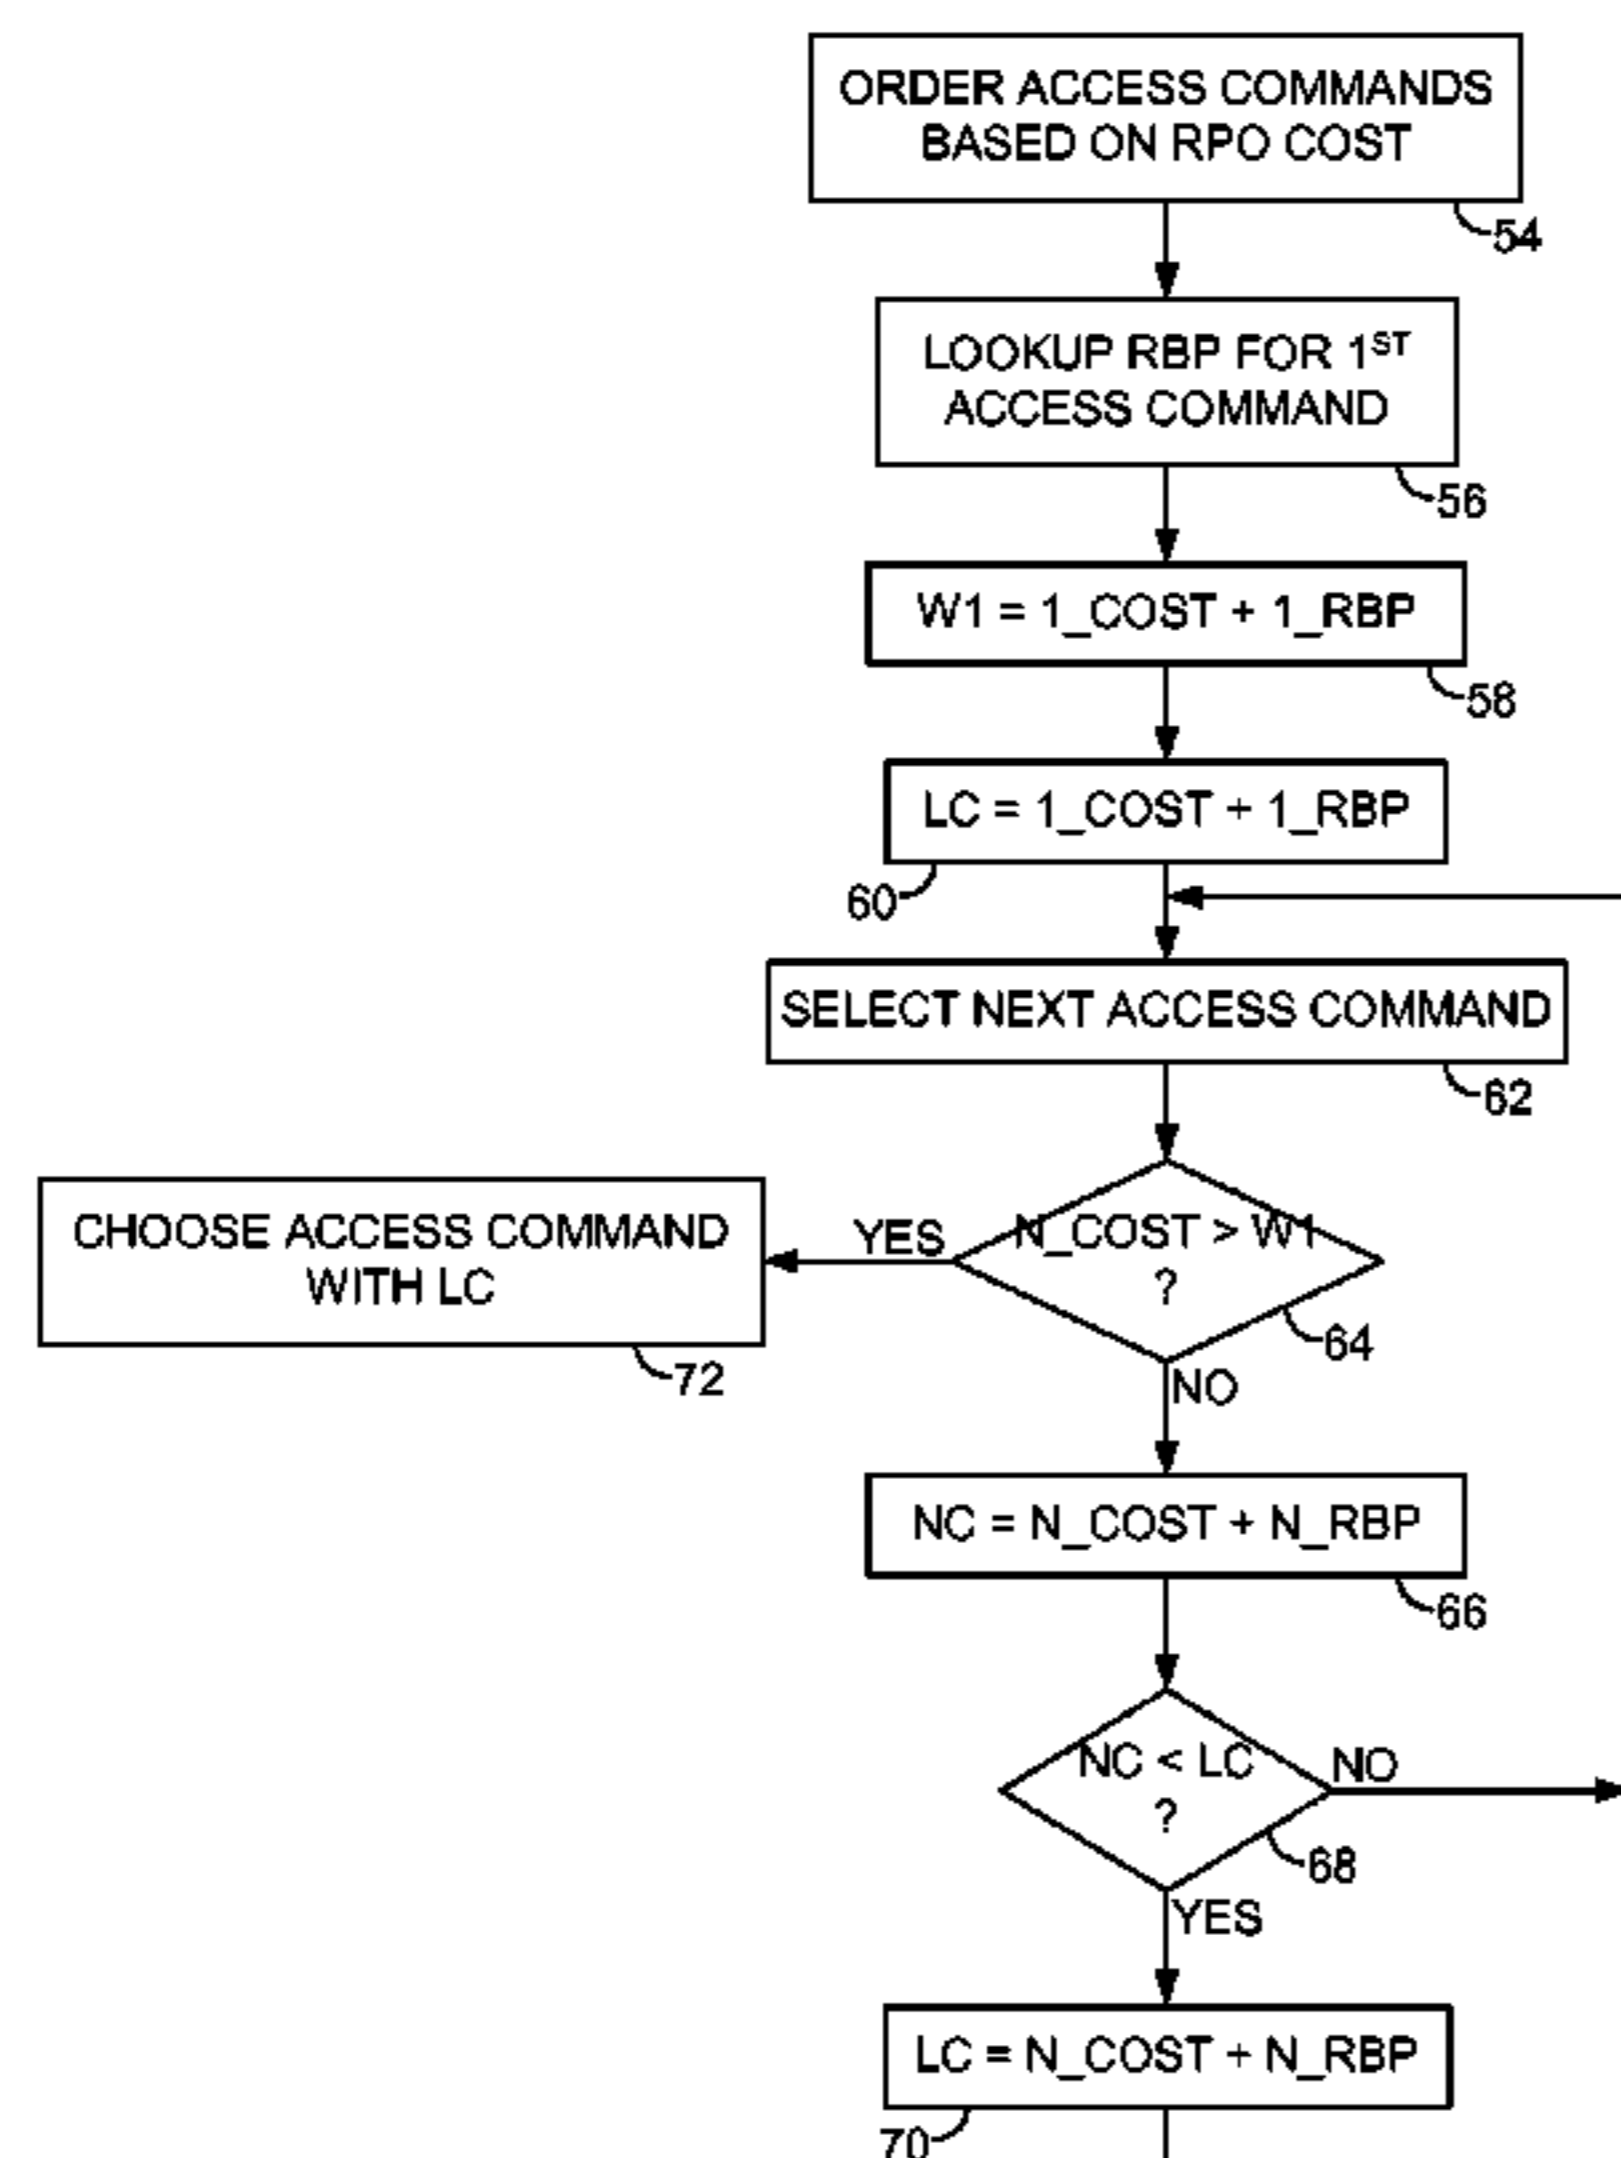 ORDER ACCESS COMMANDS
BASED ON RPO COST
54
LOOKUP RBP FOR 1ST
ACCESS COMMAND
56
W1 = 1_COST + 1_RBP
58
LC = 1_COST + 1_RBP
60
SELECT NEXT ACCESS COMMAND
62
N_COST > W1
?
64
YES
CHOOSE ACCESS COMMAND
WITH LC
72
NO
NC = N_COST + N_RBP
66
NC < LC
?
68
NO
YES
LC = N_COST + N_RBP
70